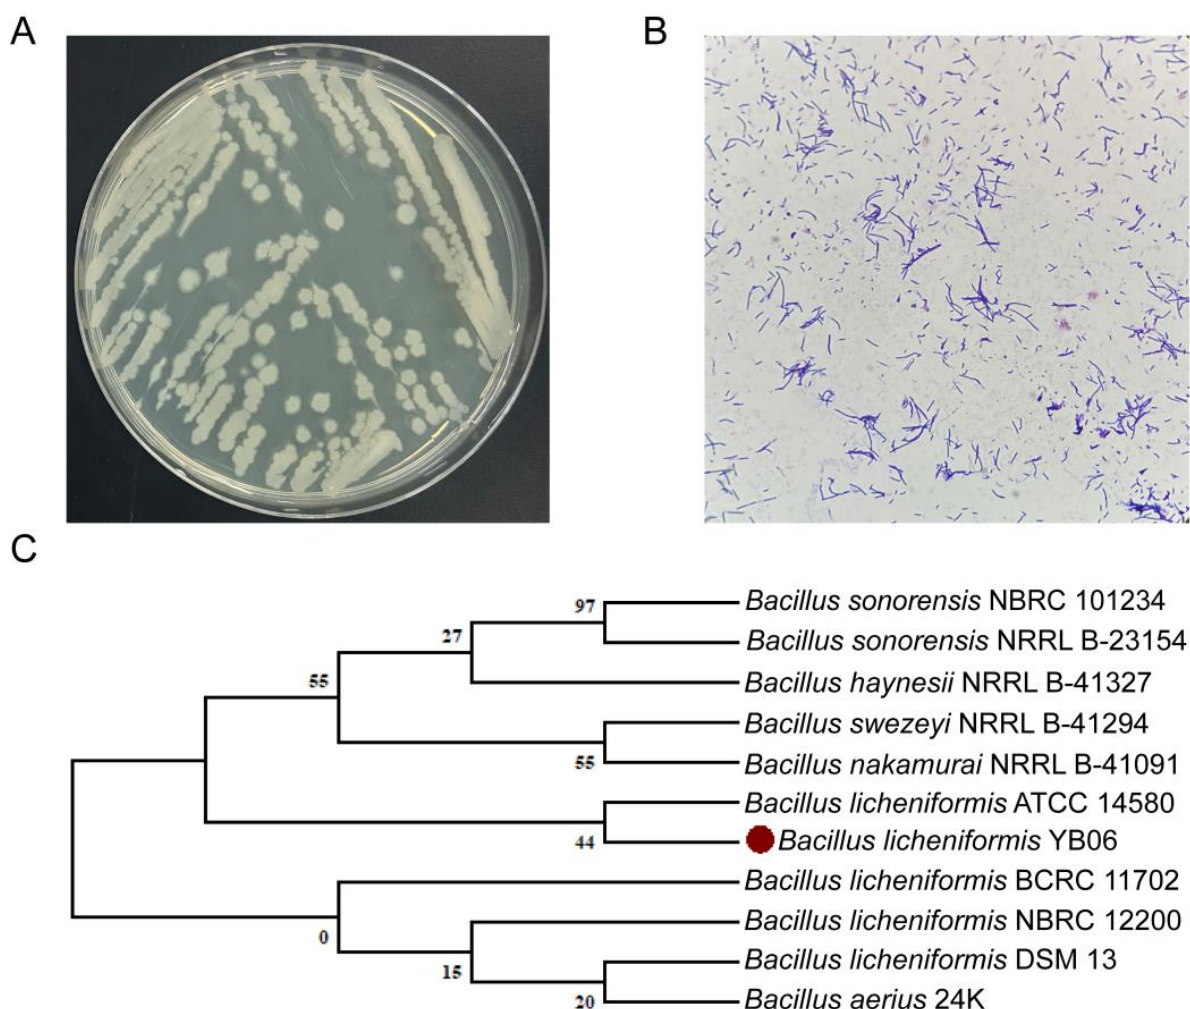 A
B
C
97
Bacillus sonorensis NBRC 101234
27
Bacillus sonorensis NRRL B-23154
55
Bacillus haynesii NRRL B-41327
Bacillus swezeyi NRRL B-41294
55
Bacillus nakamurai NRRL B-41091
Bacillus licheniformis ATCC 14580
44
Bacillus licheniformis YB06
Bacillus licheniformis BCRC 11702
0
Bacillus licheniformis NBRC 12200
15
Bacillus licheniformis DSM 13
20
Bacillus aerius 24K